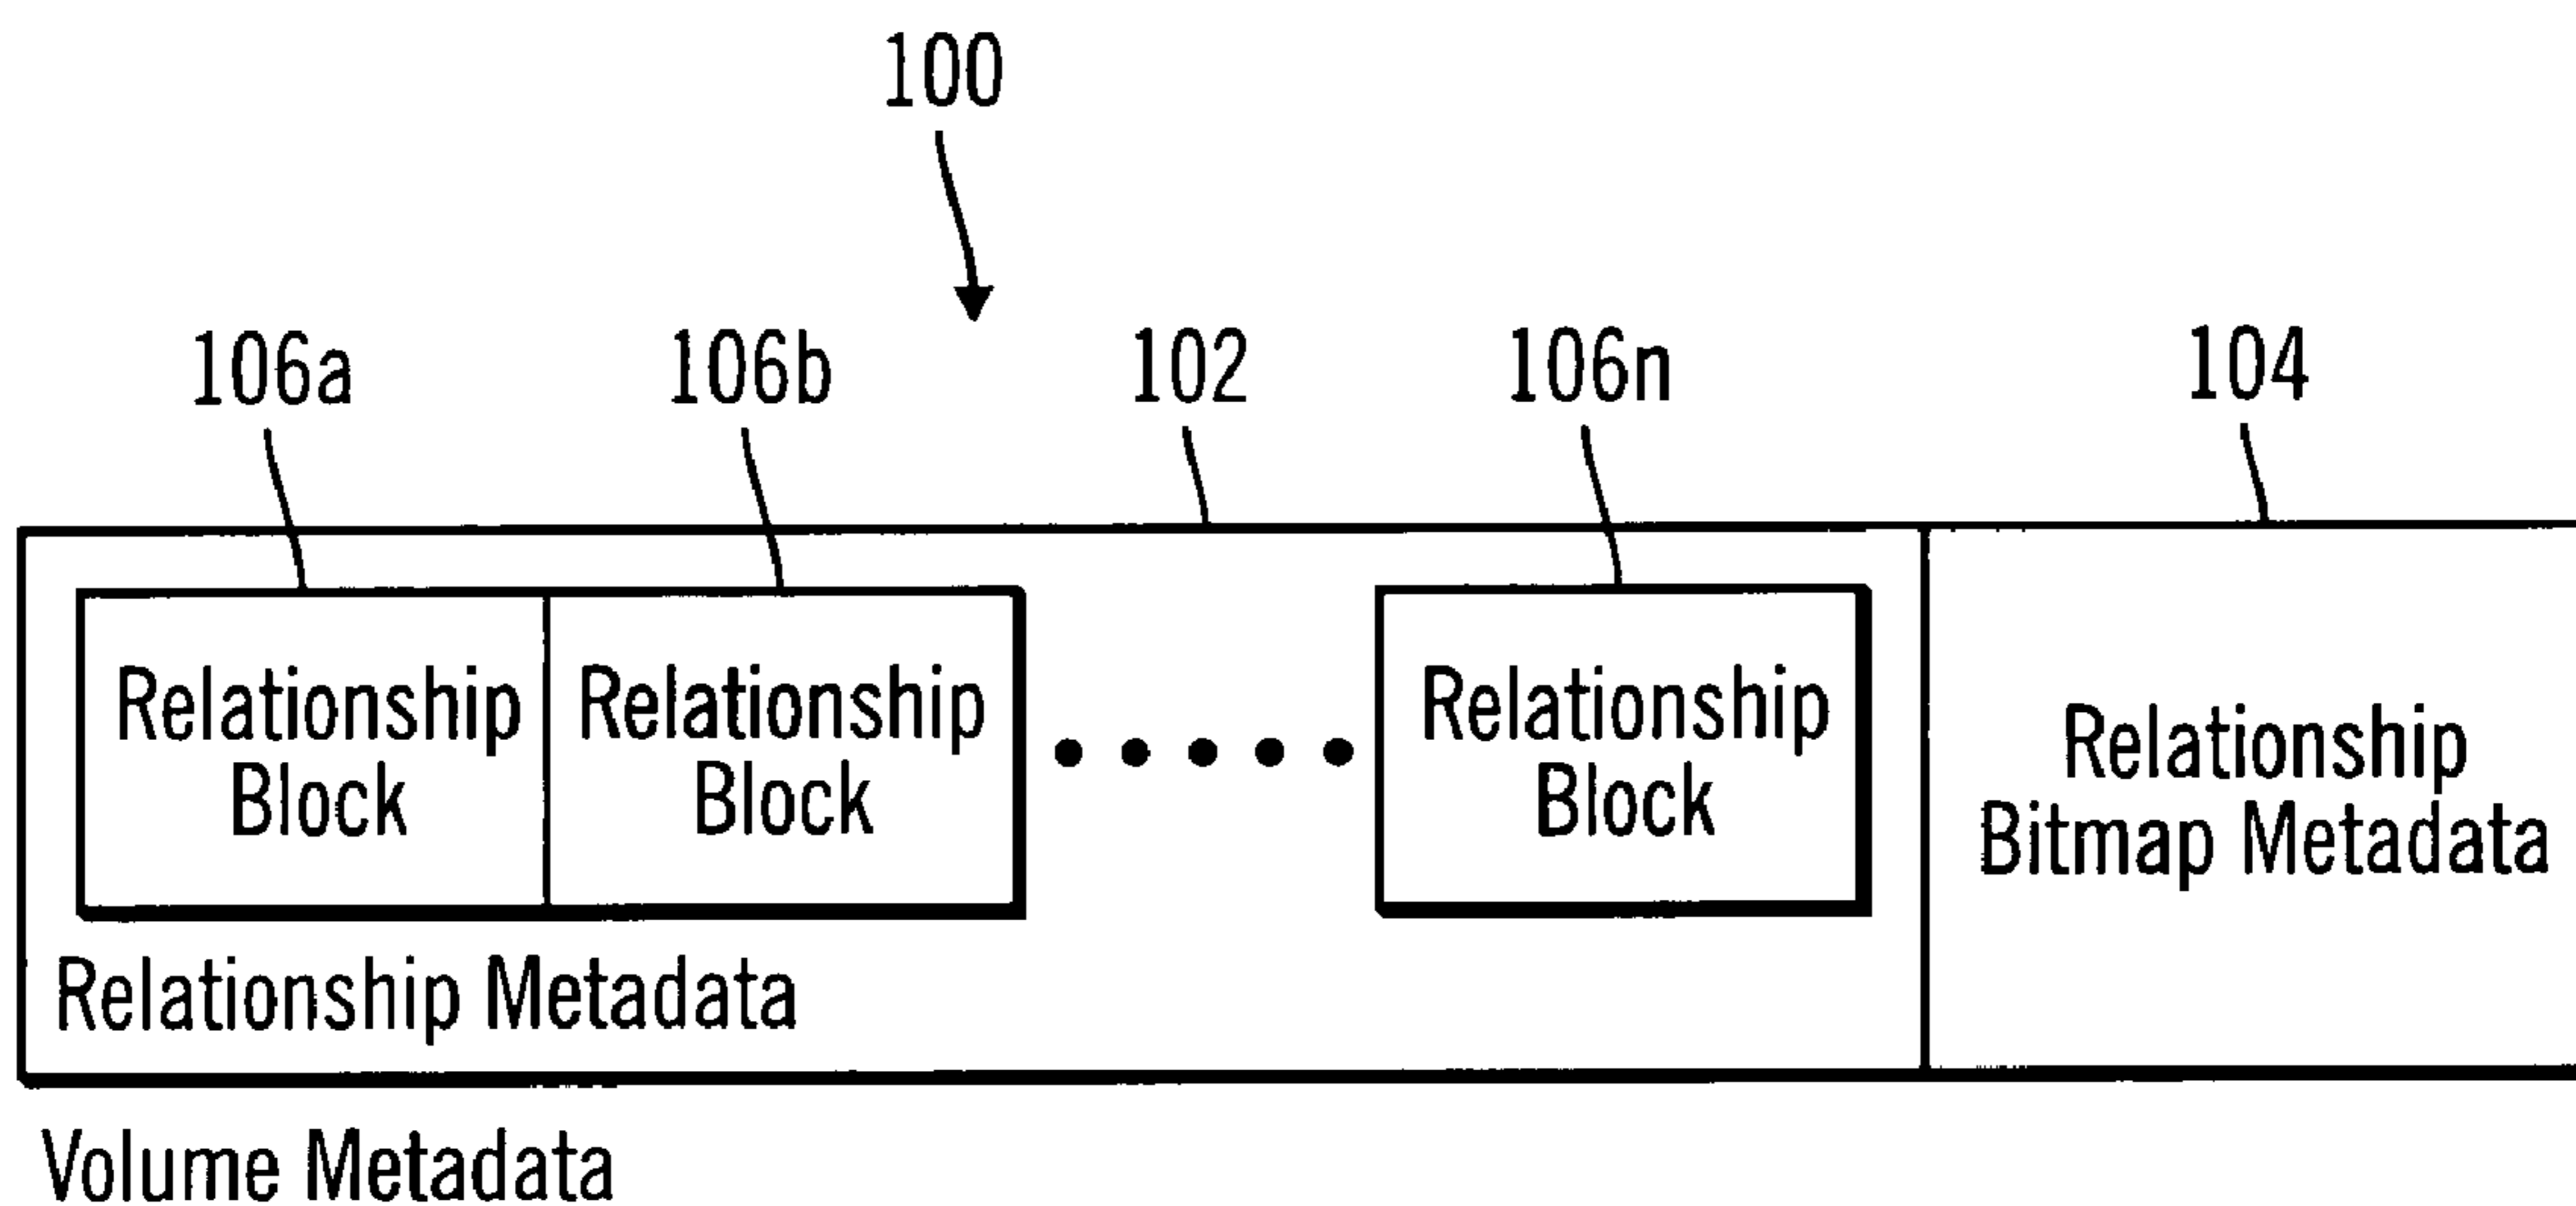 100
106a 106b 102 106n 104
Relationship Block
Relationship Block
Relationship Block
Relationship Bitmap Metadata
Relationship Metadata
Volume Metadata